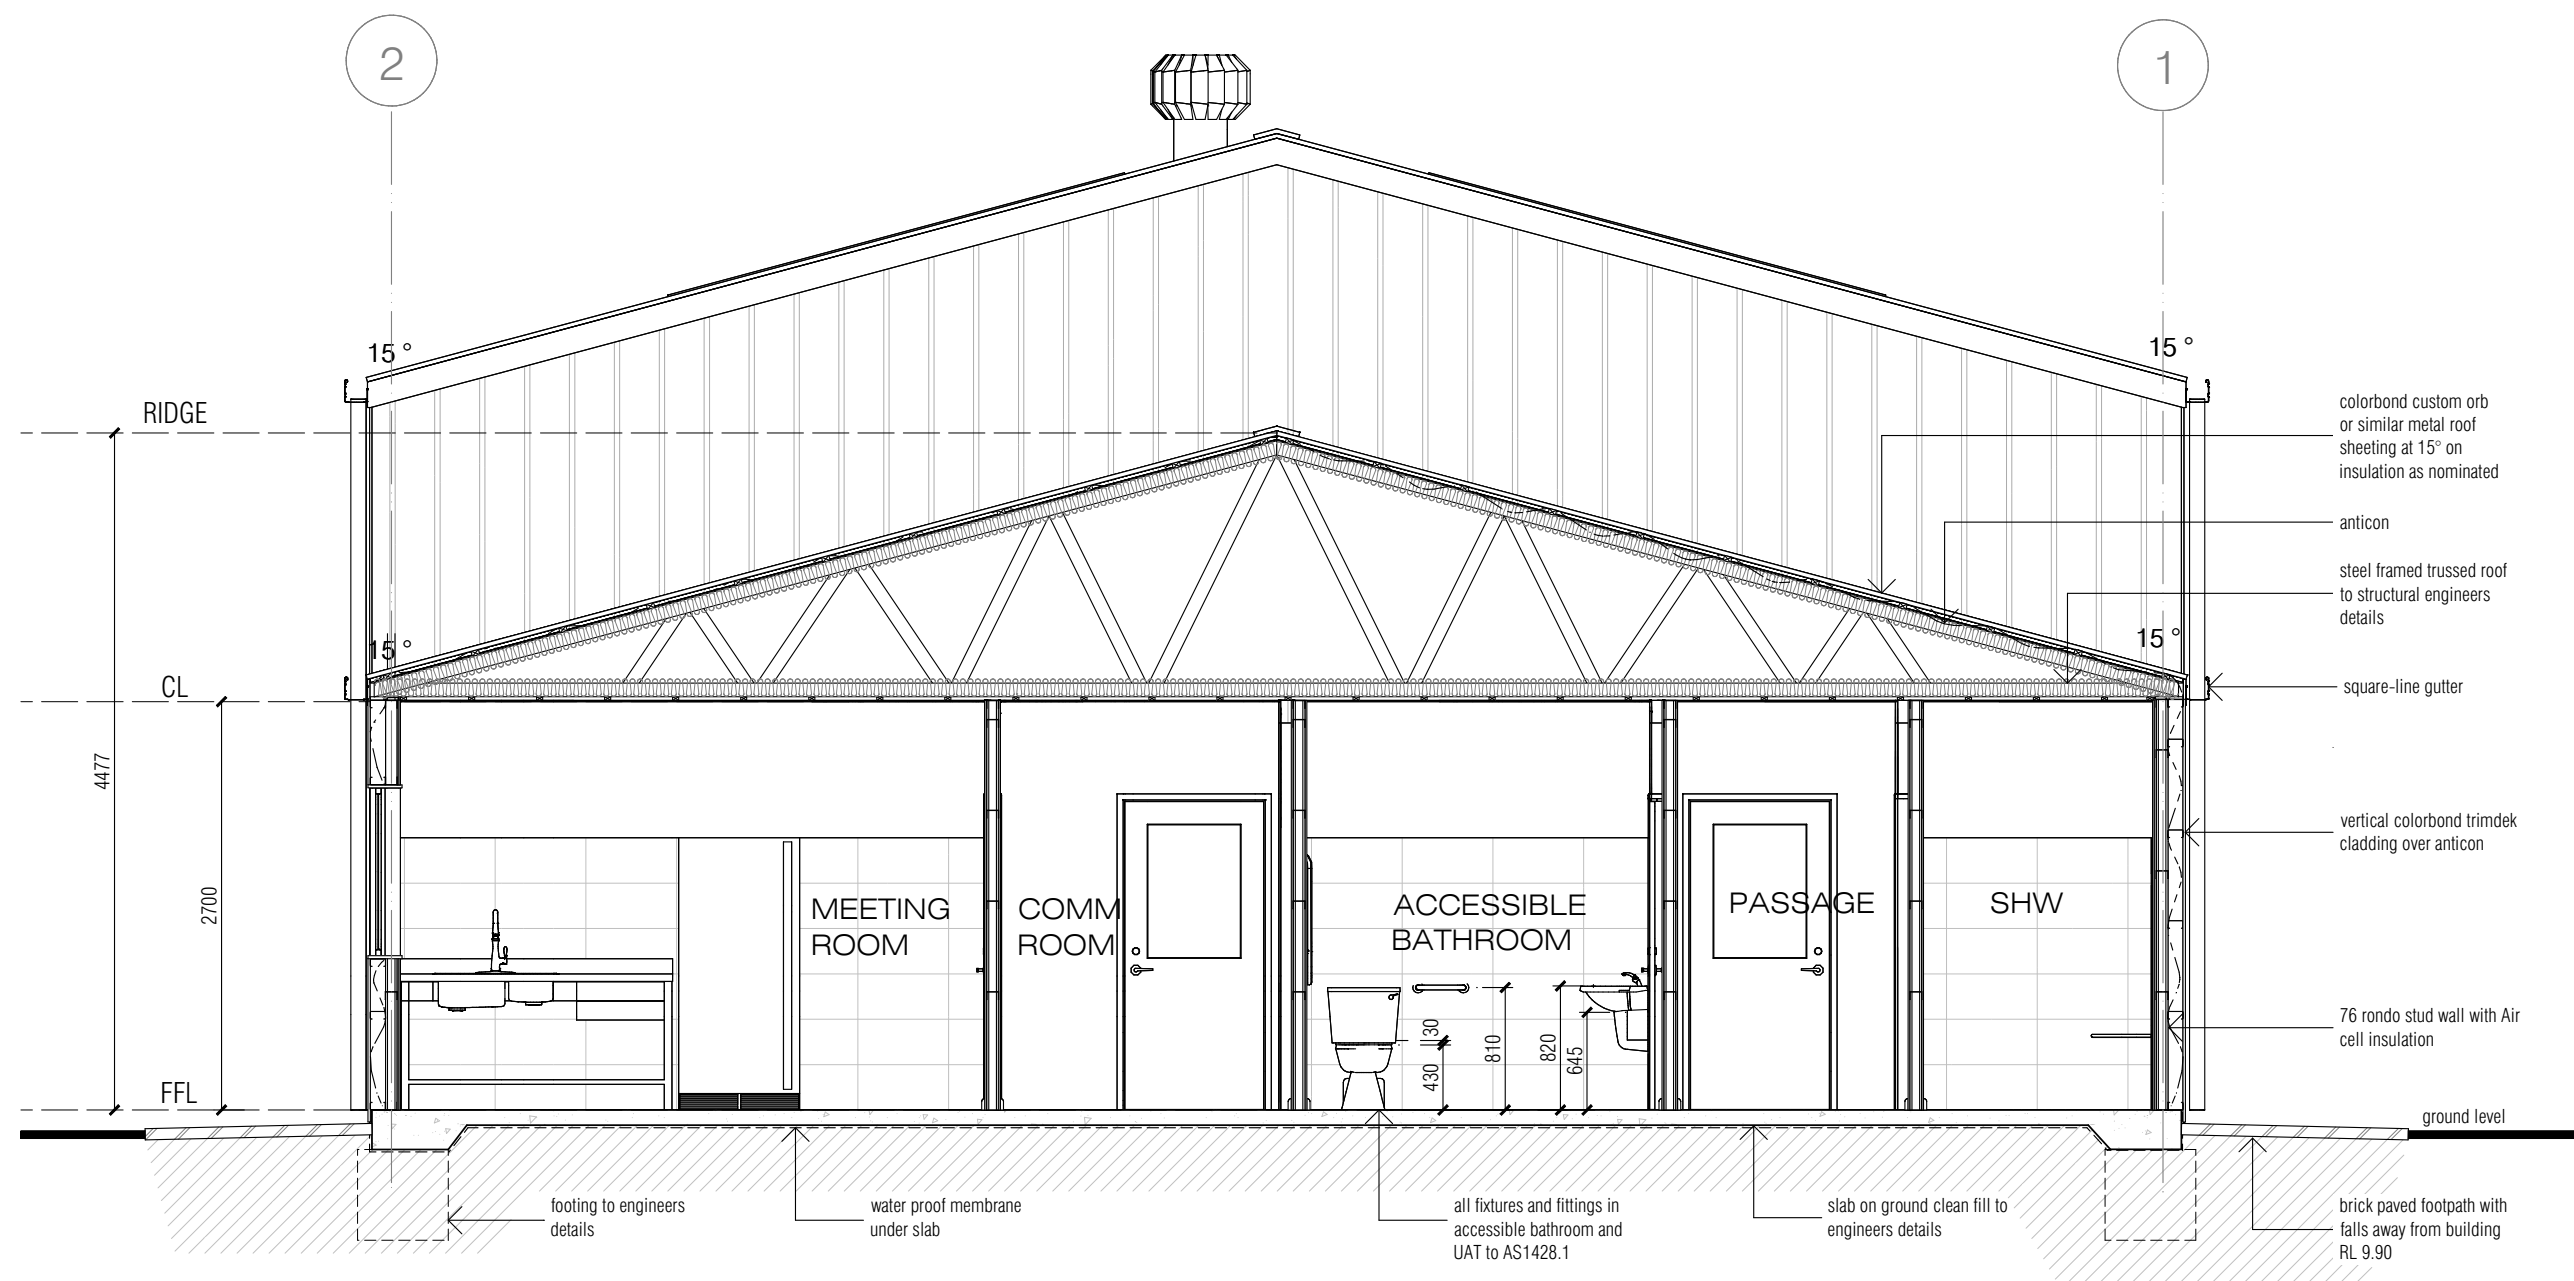 2
1
15 °
15 °
RIDGE
colorbond custom orb
or similar metal roof
sheeting at 15° on
insulation as nominated
anticon
steel framed trussed roof
to structural engineers
details
15 °
15 °
CL
square-line gutter
4477
2700
vertical colorbond trimdek
cladding over anticon
MEETING
ROOM
COMM
ROOM
ACCESSIBLE
BATHROOM
PASSAGE
SHW
76 rondo stud wall with Air
cell insulation
30
430
810
820
645
FFL
ground level
footing to engineers
details
water proof membrane
under slab
all fixtures and fittings in
accessible bathroom and
UAT to AS1428.1
slab on ground clean fill to
engineers details
brick paved footpath with
falls away from building
RL 9.90